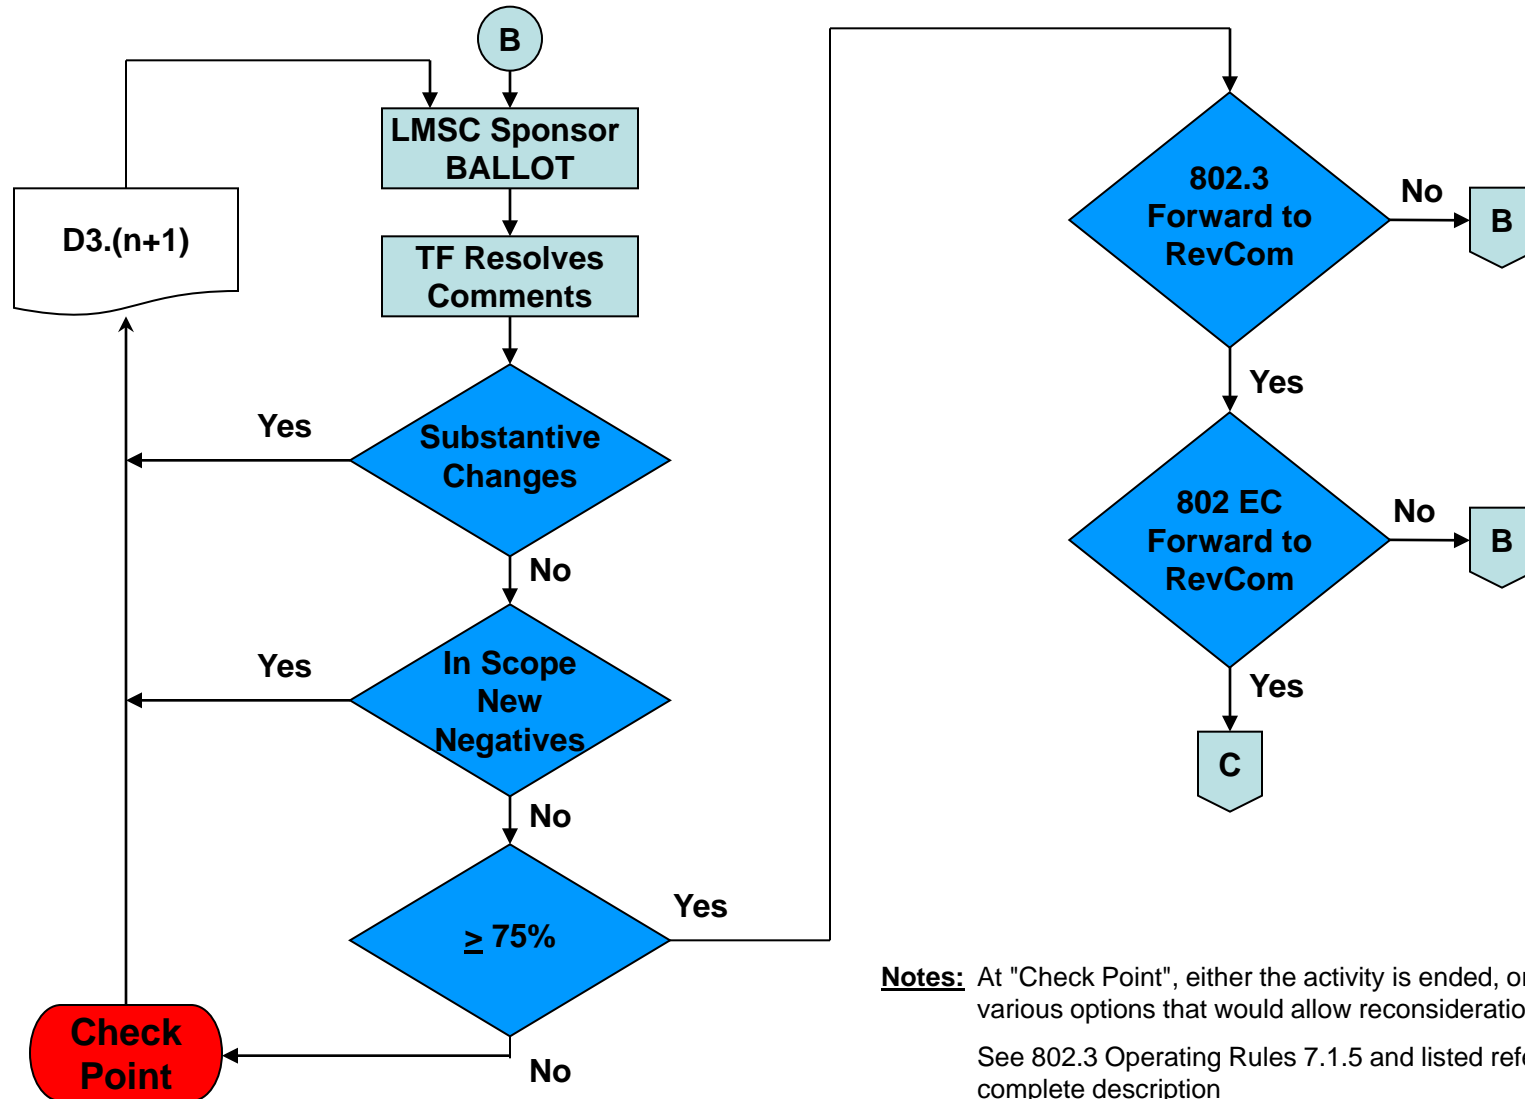 B
LMSC Sponsor
BALLOT
D3.(n+1)
TF Resolves
Comments
Yes
Substantive
Changes
No
Yes
In Scope
New
Negatives
No
≥ 75%
Yes
No
Check
Point
802.3
Forward to
RevCom
No
B
Yes
802 EC
Forward to
RevCom
No
B
Yes
C
Notes: At "Check Point", either the activity is ended, or
various options that would allow
See 802.3 Operating Rules 7.1.5 and listed
complete description